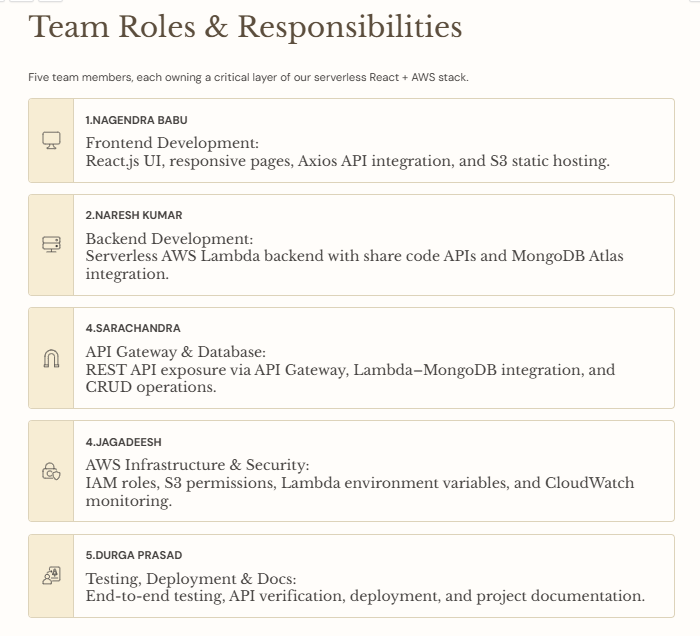 Team Roles & Responsibilities
Five team members, each owning a critical layer of our serverless React + AWS stack.
1.NAGENDRA BABU
Frontend Development:
React.js UI, responsive pages, Axios API integration, and S3 static hosting.
2.NARESH KUMAR
Backend Development:
Serverless AWS Lambda backend with share code APIs and MongoDB Atlas
integration.
4.SARACHANDRA
API Gateway & Database:
REST API exposure via API Gateway, Lambda–MongoDB integration, and
CRUD operations.
4.JAGADEESH
AWS Infrastructure & Security:
IAM roles, S3 permissions, Lambda environment variables, and CloudWatch
monitoring.
5.DURGA PRASAD
Testing, Deployment & Docs:
End-to-end testing, API verification, deployment, and project documentation.